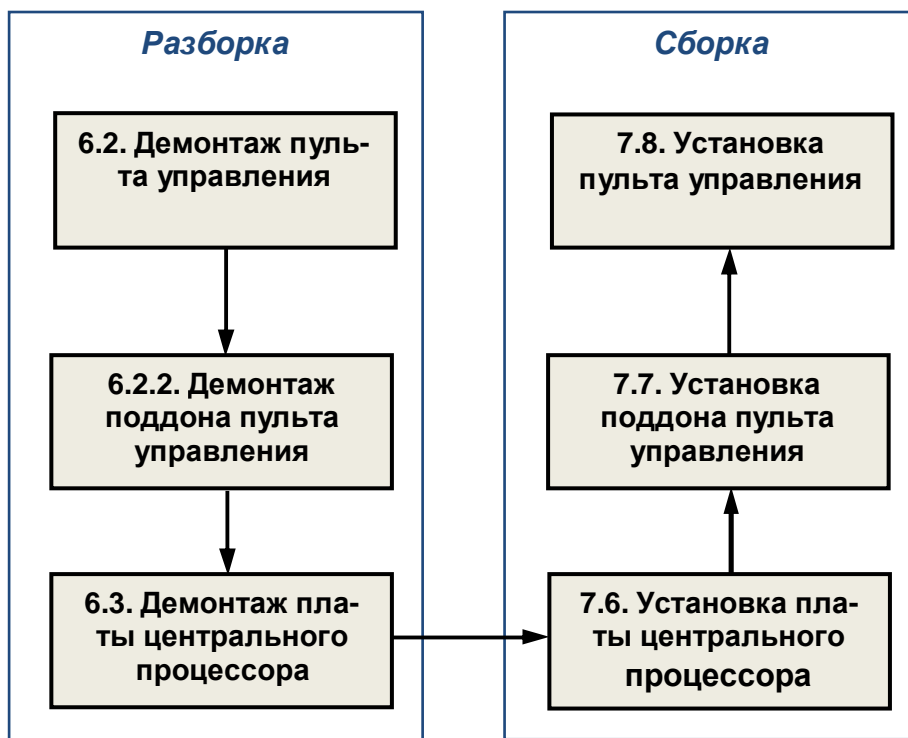 Разборка
6.2. Демонтаж пуль-
та управления
6.2.2. Демонтаж
поддона пульта
управления
6.3. Демонтаж пла-
ты центрального
процессора
Сборка
7.8. Установка
пульта управления
7.7. Установка
поддона пульта
управления
7.6. Установка пла-
ты центрального
процессора